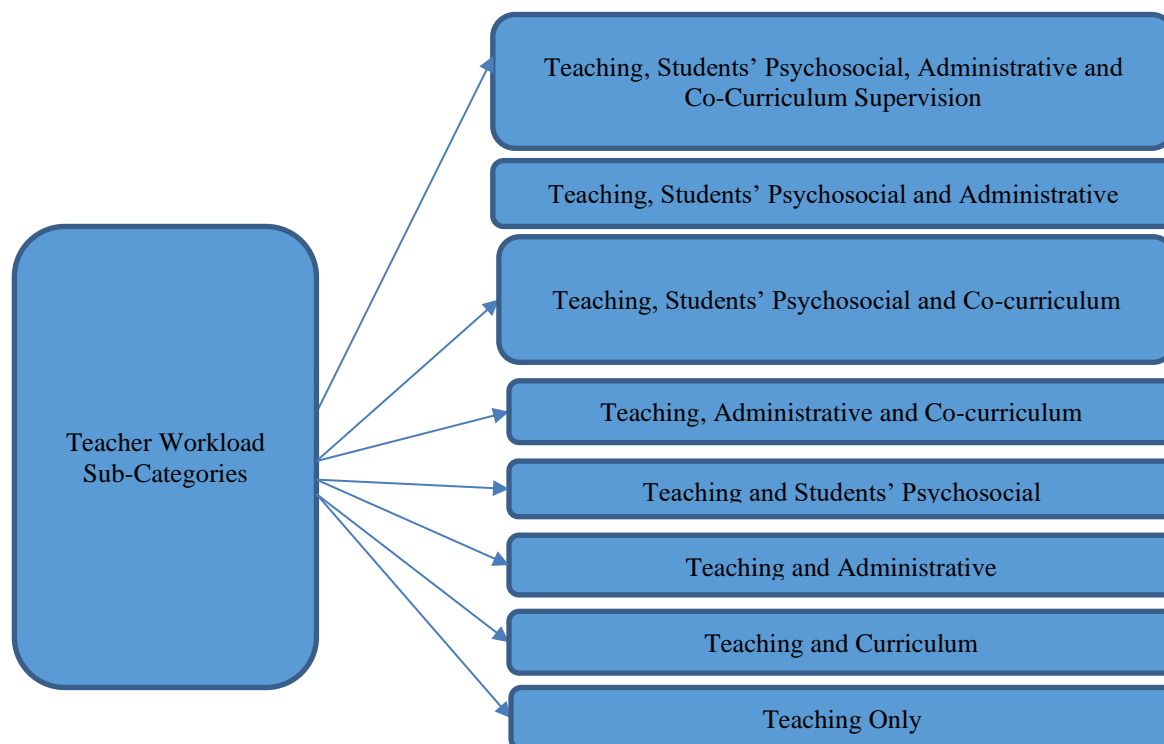 Teaching, Students’ Psychosocial, Administrative and
Co-Curriculum Supervision
Teaching, Students’ Psychosocial and Administrative
Teaching, Students’ Psychosocial and Co-curriculum
Teacher Workload
Sub-Categories
Teaching, Administrative and Co-curriculum
Teaching and Students’ Psychosocial
Teaching and Administrative
Teaching and Curriculum
Teaching Only